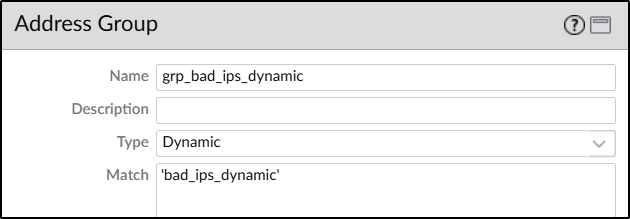 Address Group
Name grp_bad_ips_dynamic
Description
Type Dynamic
Match 'bad_ips_dynamic'